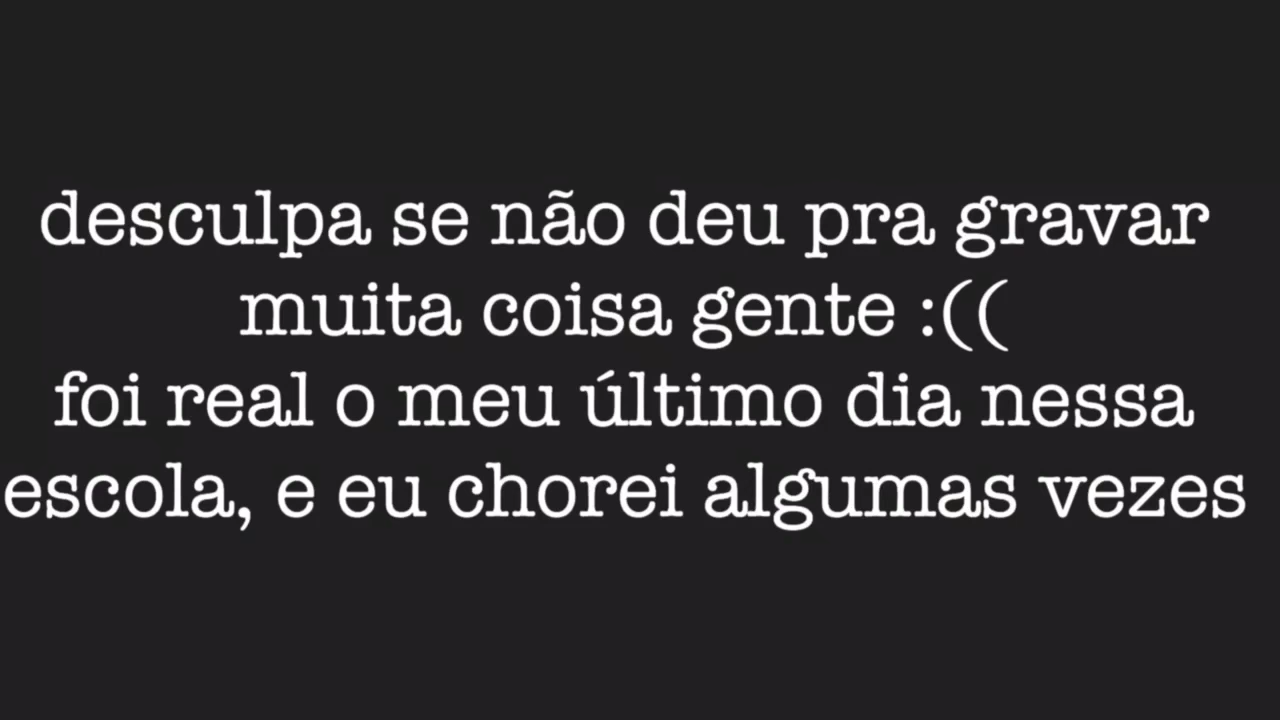 desculpa se não deu pra gravar
muita coisa gente :((
foi real o meu último dia nessa
escola, e eu chorei algumas vezes